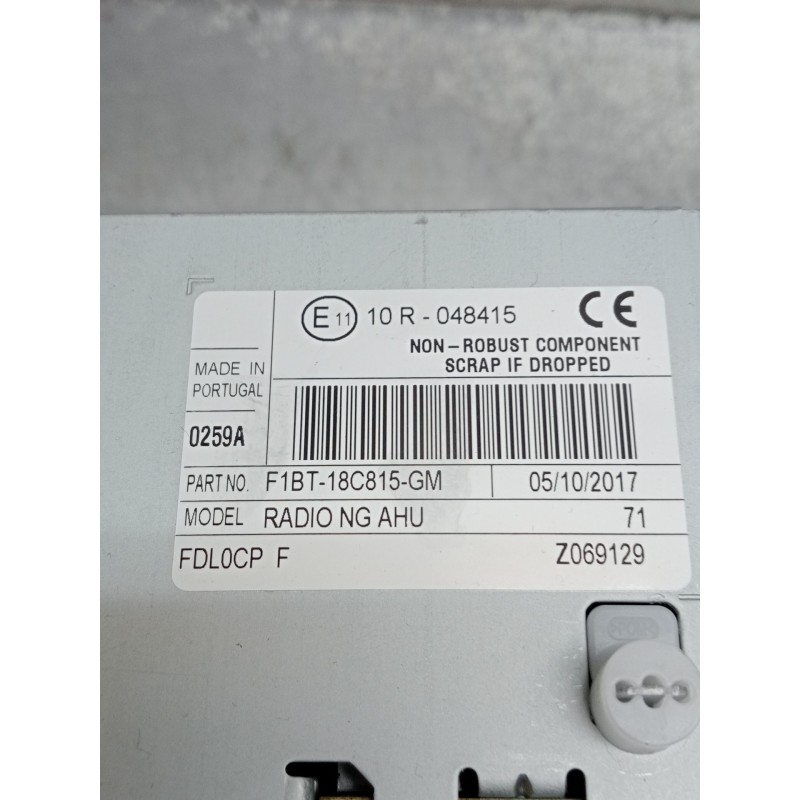 E 11 10 R - 048415 CE
NON-ROBUST COMPONENT
SCRAP IF DROPPED
MADE IN
PORTUGAL
0259A
PART NO. F1BT-18C815-GM 05/10/2017
MODEL RADIO NG AHU 71
FDL0CP F Z069129